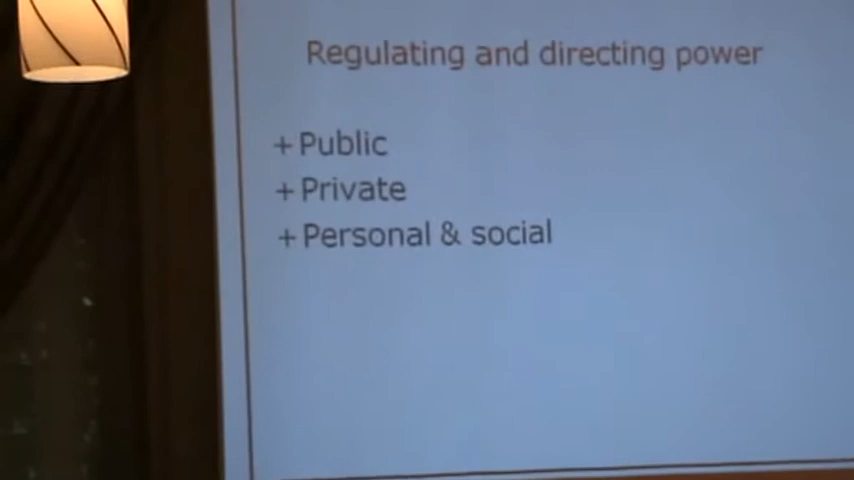 Regulating and directing power
+ Public
+ Private
+ Personal & social